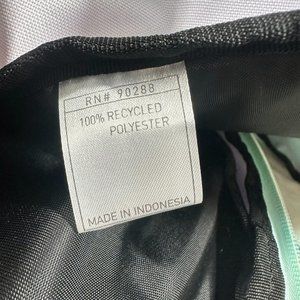 RN# 90288
100% RECYCLED
POLYESTER
MADE IN INDONESIA